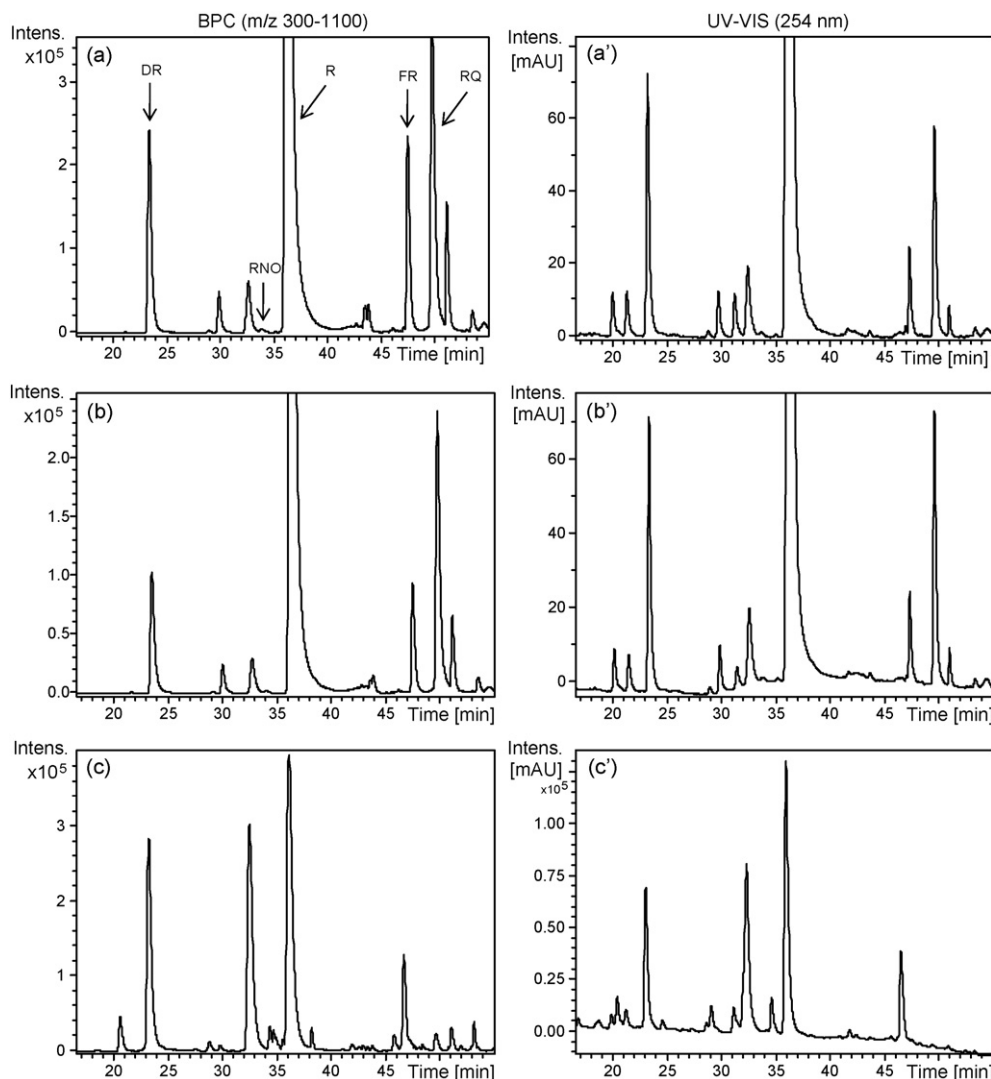 BPC (m/z 300-1100)
UV-VIS (254 nm)
Intens.
x10⁵
(a)
DR
R
FR
RQ
RNO
3
2
1
0
20 25 30 35 40 45 Time [min]
Intens.
[mAU]
(a')
80
60
40
20
0
20 25 30 35 40 45 Time [min]
Intens.
x10⁵
(b)
2.0
1.5
1.0
0.5
0.0
20 25 30 35 40 45 Time [min]
Intens.
[mAU]
(b')
60
40
20
0
20 25 30 35 40 45 Time [min]
Intens.
x10⁵
(c)
3
2
1
0
20 25 30 35 40 45 Time [min]
Intens.
[mAU]
x10⁵
(c')
1.00
0.75
0.50
0.25
0.00
20 25 30 35 40 45 Time [min]